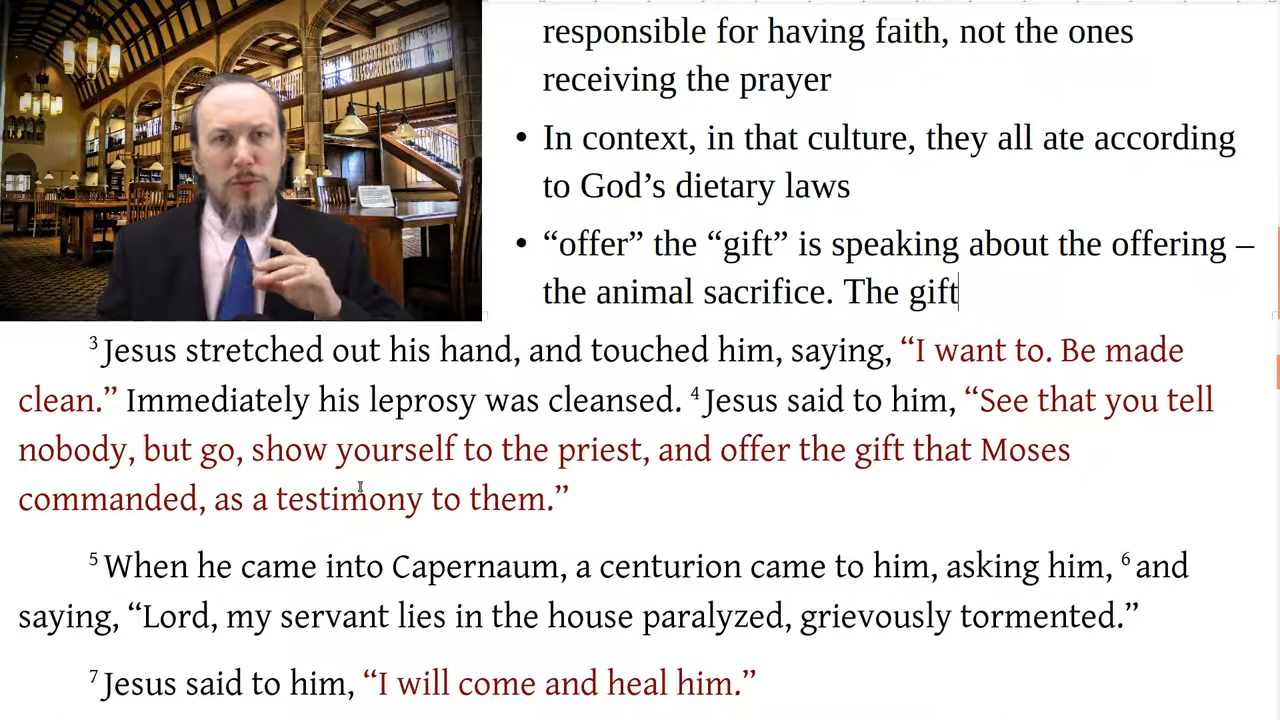 responsible for having faith, not the ones
receiving the prayer
• In context, in that culture, they all ate according
to God’s dietary laws
• “offer” the “gift” is speaking about the offering –
the animal sacrifice. The gift
3 Jesus stretched out his hand, and touched him, saying, “I want to. Be made
clean.” Immediately his leprosy was cleansed. 4 Jesus said to him, “See that you tell
nobody, but go, show yourself to the priest, and offer the gift that Moses
commanded, as a testimony to them.”
5 When he came into Capernaum, a centurion came to him, asking him, 6 and
saying, “Lord, my servant lies in the house paralyzed, grievously tormented.”
7 Jesus said to him, “I will come and heal him.”